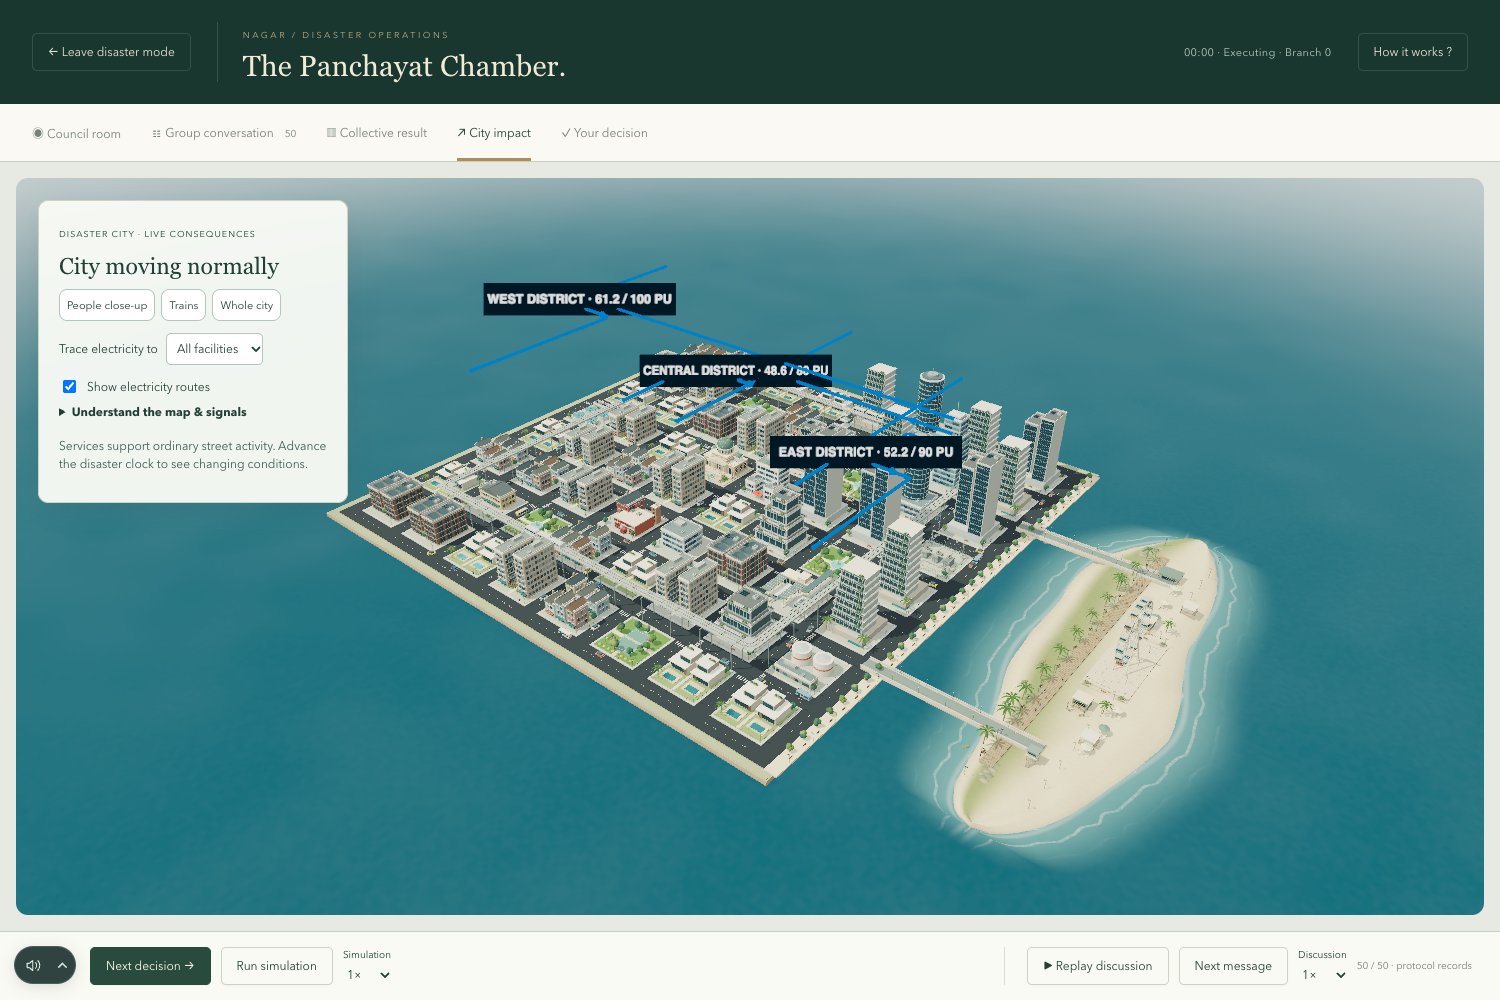 ← Leave disaster mode
NAGAR / DISASTER OPERATIONS
The Panchayat Chamber.
00:00 · Executing · Branch 0
How it works ?
Council room
Group conversation 50
Collective result
↗ City impact
✓ Your decision
DISASTER CITY · LIVE CONSEQUENCES
City moving normally
People close-up
Trains
Whole city
Trace electricity to
All facilities
Show electricity routes
Understand the map & signals
Services support ordinary street activity. Advance
the disaster clock to see changing conditions.
WEST DISTRICT · 61.2 / 100 PU
CENTRAL DISTRICT · 48.6 / 80 PU
EAST DISTRICT · 52.2 / 90 PU
Next decision →
Run simulation
Simulation
1×
▶ Replay discussion
Next message
Discussion
1×
50 / 50 · protocol records